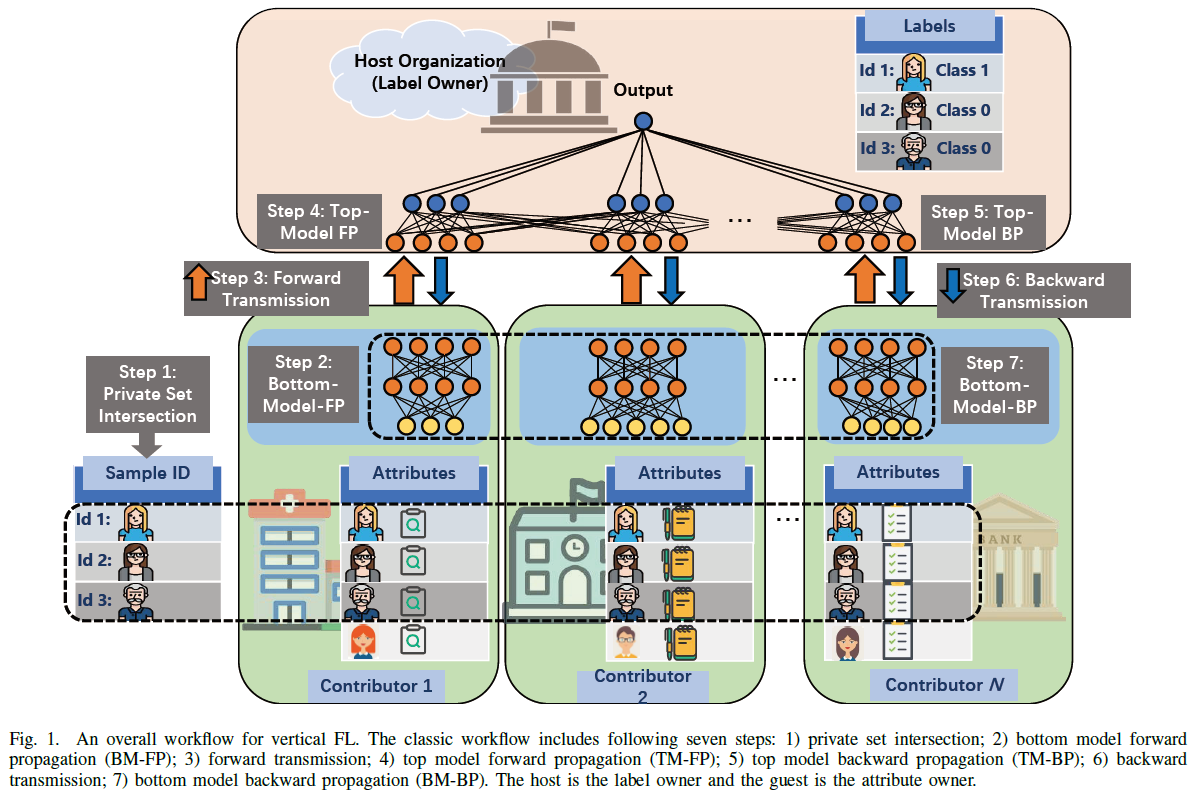 Host Organization
(Label Owner)
Output
Labels
Id 1: Class 1
Id 2: Class 0
Id 3: Class 0
Step 4: Top-
Model FP
...
Step 5: Top-
Model BP
Step 3: Forward
Transmission
Step 6: Backward
Transmission
Step 1:
Private Set
Intersection
Step 2:
Bottom-
Model-FP
...
Step 7:
Bottom-
Model-BP
Sample ID
Id 1:
Id 2:
Id 3:
Attributes
Attributes
Attributes
...
BANK
Contributor 1
Contributor
2
Contributor N
Fig. 1. An overall workflow for vertical FL. The classic workflow includes following seven steps: 1) private set intersection; 2) bottom model forward
propagation (BM-FP); 3) forward transmission; 4) top model forward propagation (TM-FP); 5) top model backward propagation (TM-BP); 6) backward
transmission; 7) bottom model backward propagation (BM-BP). The host is the label owner and the guest is the attribute owner.